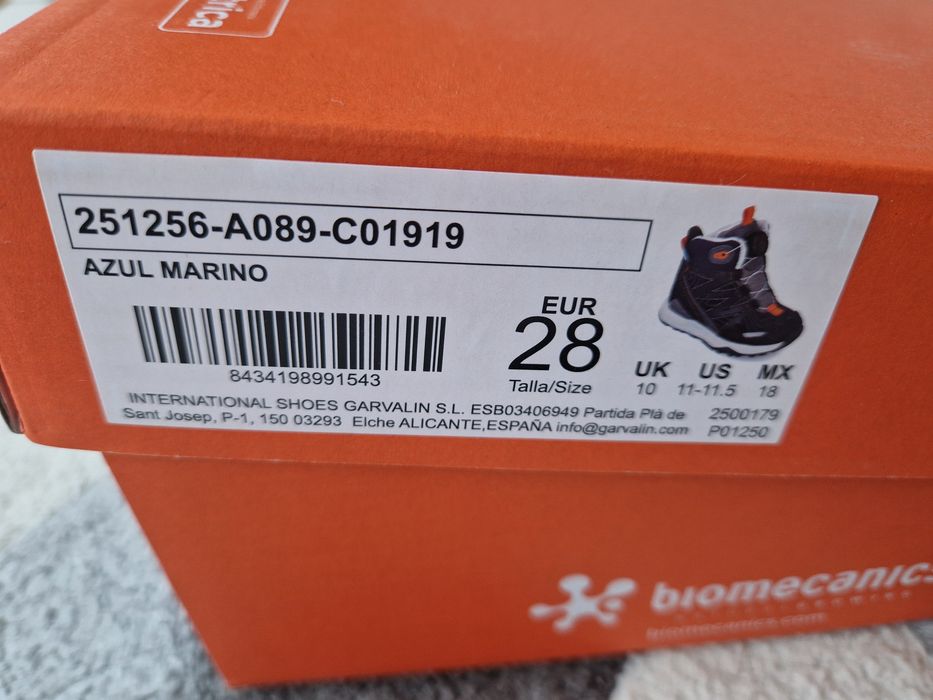 251256-A089-C01919
AZUL MARINO
8434198991543
EUR
28
Talla/Size
UK US MX
10 11-11.5 18
INTERNATIONAL SHOES GARVALIN S.L. ESB03406949 Partida Plà de 2500179
Sant Josep, P-1, 150 03293 Elche ALICANTE,ESPAÑA info@garvalin.com P01250
biomecanics
biomecanics.com